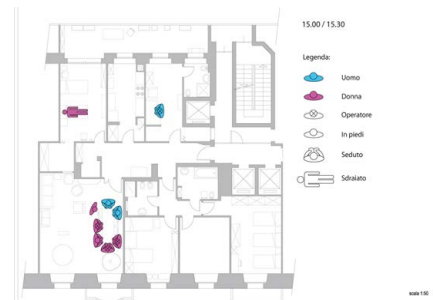 15.00 / 15.30
Legenda:
Uomo
Donna
Operatore
In piedi
Seduto
Sdraiato
scala 1:50